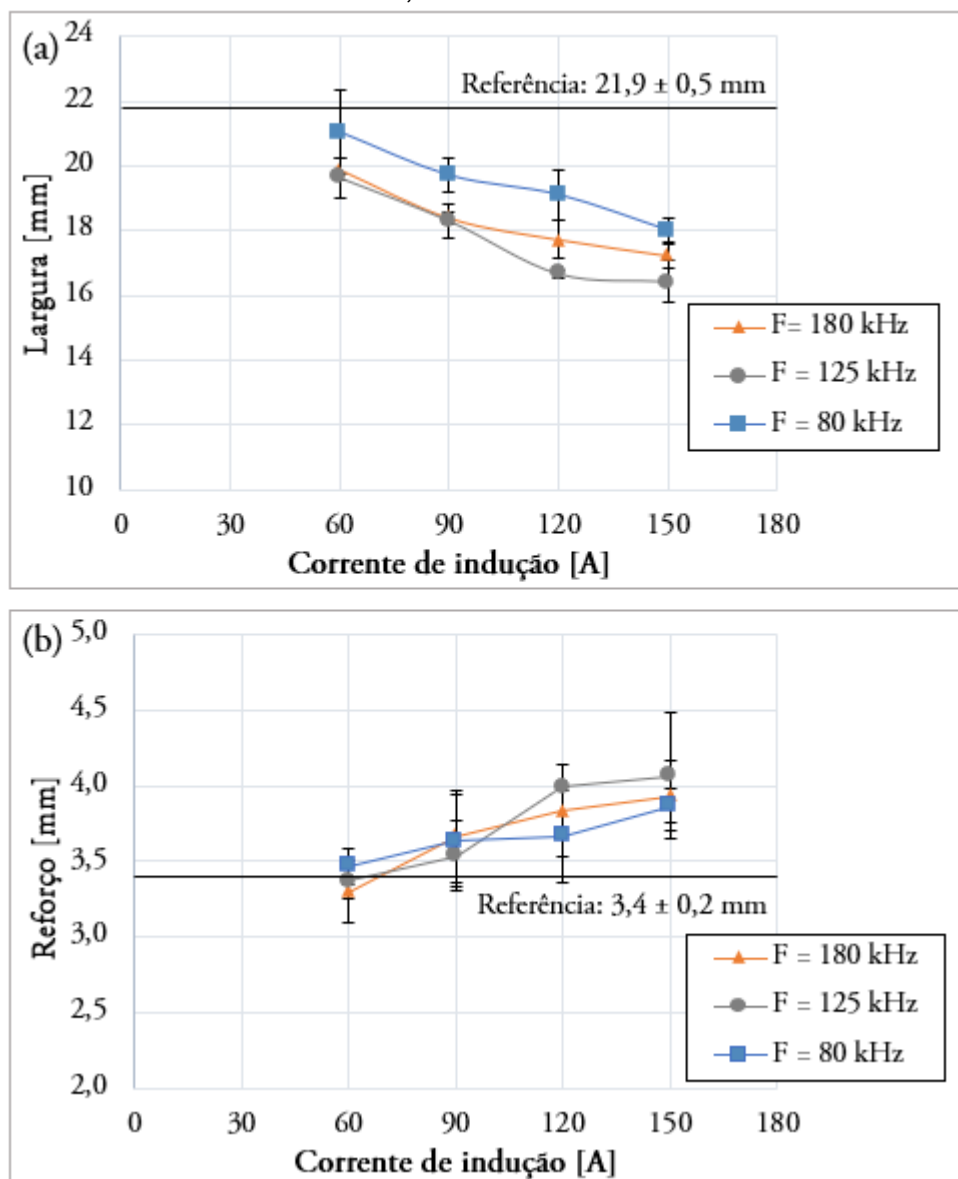 (a)
24
22
20
18
16
14
12
10
Largura [mm]
Referência: 21,9 ± 0,5 mm
F= 180 kHz
F = 125 kHz
F = 80 kHz
0 30 60 90 120 150 180
Corrente de indução [A]
(b)
5,0
4,5
4,0
3,5
3,0
2,5
2,0
Reforço [mm]
Referência: 3,4 ± 0,2 mm
F = 180 kHz
F = 125 kHz
F = 80 kHz
0 30 60 90 120 150 180
Corrente de indução [A]